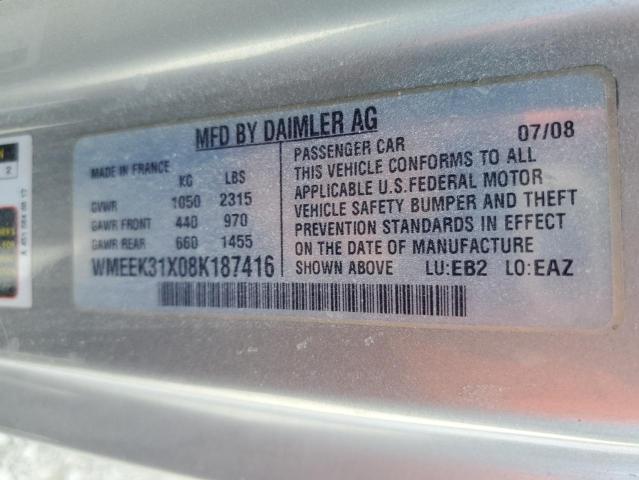 MFD BY DAIMLER AG
MADE IN FRANCE
KG LBS
GVWR 1050 2315
GAWR FRONT 440 970
GAWR REAR 660 1455
WMEEK31X08K187416
07/08
PASSENGER CAR
THIS VEHICLE CONFORMS TO ALL
APPLICABLE U.S.FEDERAL MOTOR
VEHICLE SAFETY BUMPER AND THEFT
PREVENTION STANDARDS IN EFFECT
ON THE DATE OF MANUFACTURE
SHOWN ABOVE LU:EB2 LO:EAZ
2